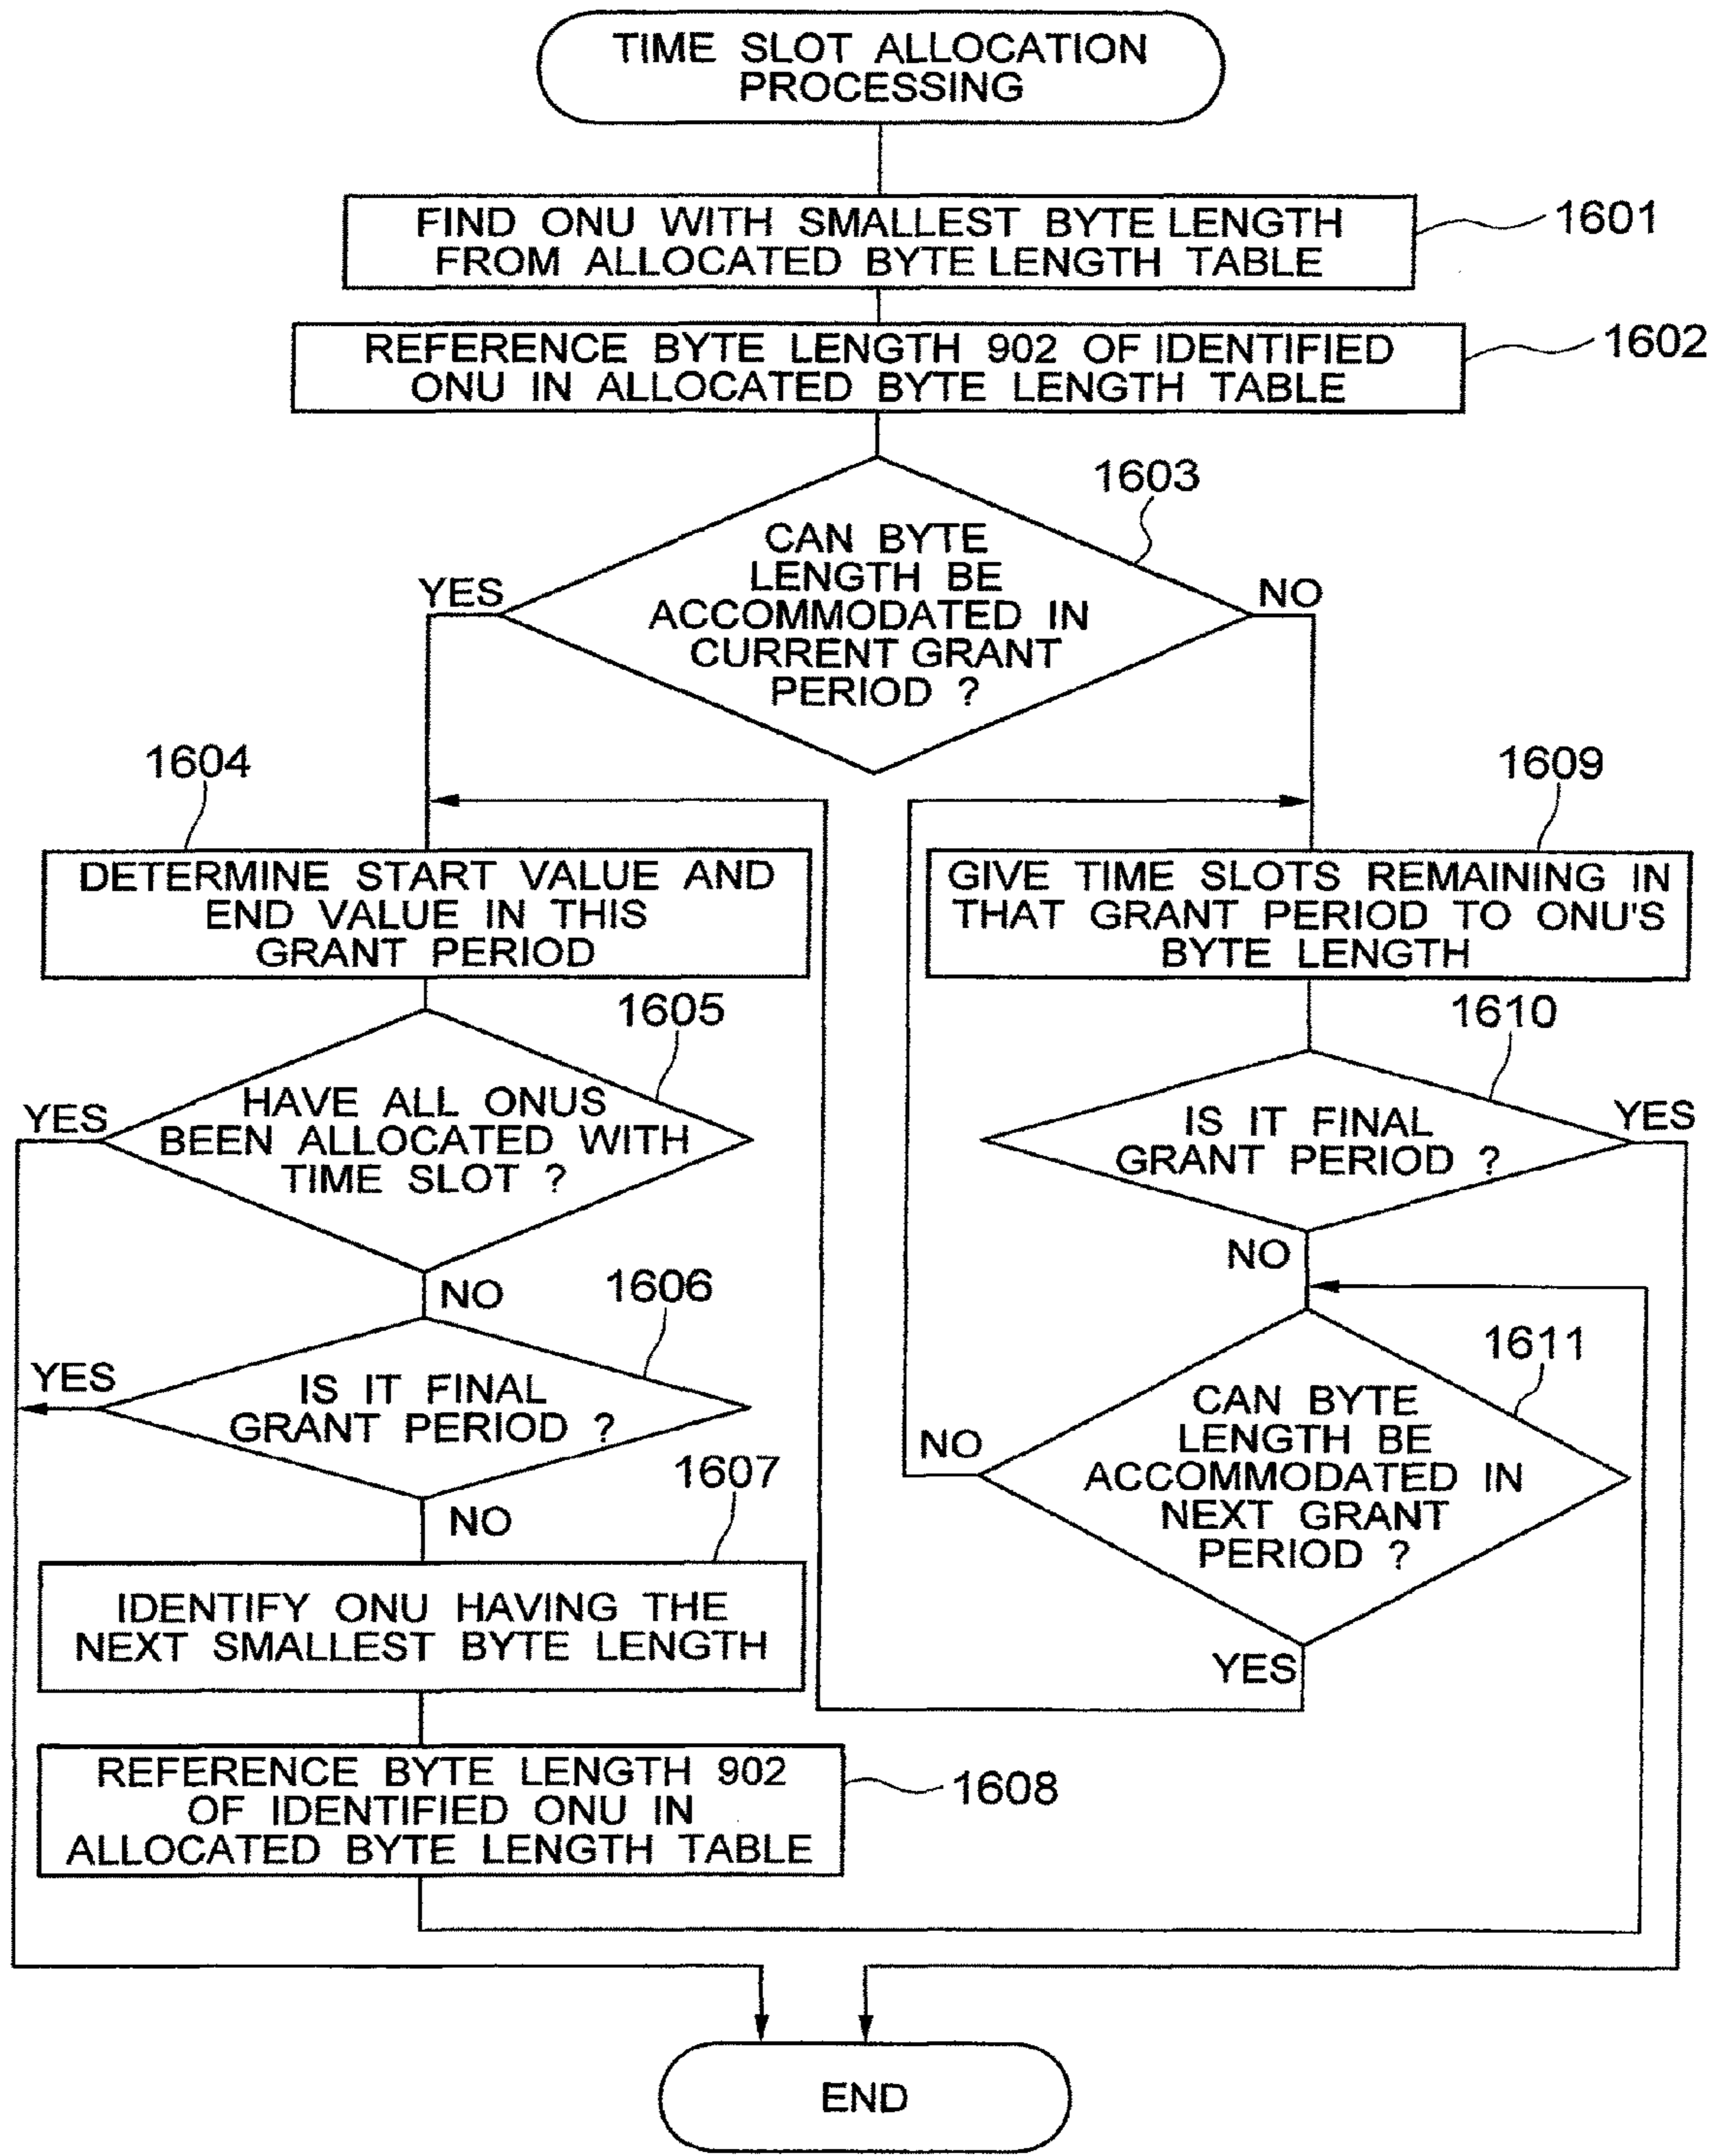 TIME SLOT ALLOCATION
PROCESSING
FIND ONU WITH SMALLEST BYTE LENGTH
FROM ALLOCATED BYTE LENGTH TABLE
1601
REFERENCE BYTE LENGTH 902 OF IDENTIFIED
ONU IN ALLOCATED BYTE LENGTH TABLE
1602
1603
CAN BYTE
LENGTH BE
ACCOMMODATED IN
CURRENT GRANT
PERIOD ?
YES
NO
1604
DETERMINE START VALUE AND
END VALUE IN THIS
GRANT PERIOD
1609
GIVE TIME SLOTS REMAINING IN
THAT GRANT PERIOD TO ONU'S
BYTE LENGTH
1605
HAVE ALL ONUS
BEEN ALLOCATED WITH
TIME SLOT ?
YES
NO
1610
IS IT FINAL
GRANT PERIOD ?
YES
NO
1606
IS IT FINAL
GRANT PERIOD ?
YES
NO
1611
CAN BYTE
LENGTH BE
ACCOMMODATED IN
NEXT GRANT
PERIOD ?
NO
YES
1607
IDENTIFY ONU HAVING THE
NEXT SMALLEST BYTE LENGTH
REFERENCE BYTE LENGTH 902
OF IDENTIFIED ONU IN
ALLOCATED BYTE LENGTH TABLE
1608
END